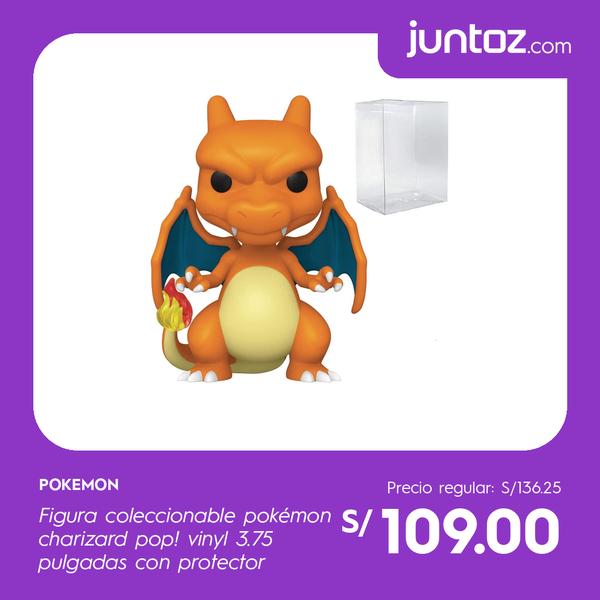 juntoz.com
POKEMON
Figura coleccionable pokémon
charizard pop! vinyl 3.75
pulgadas con protector
Precio regular: S/136.25
S/109.00